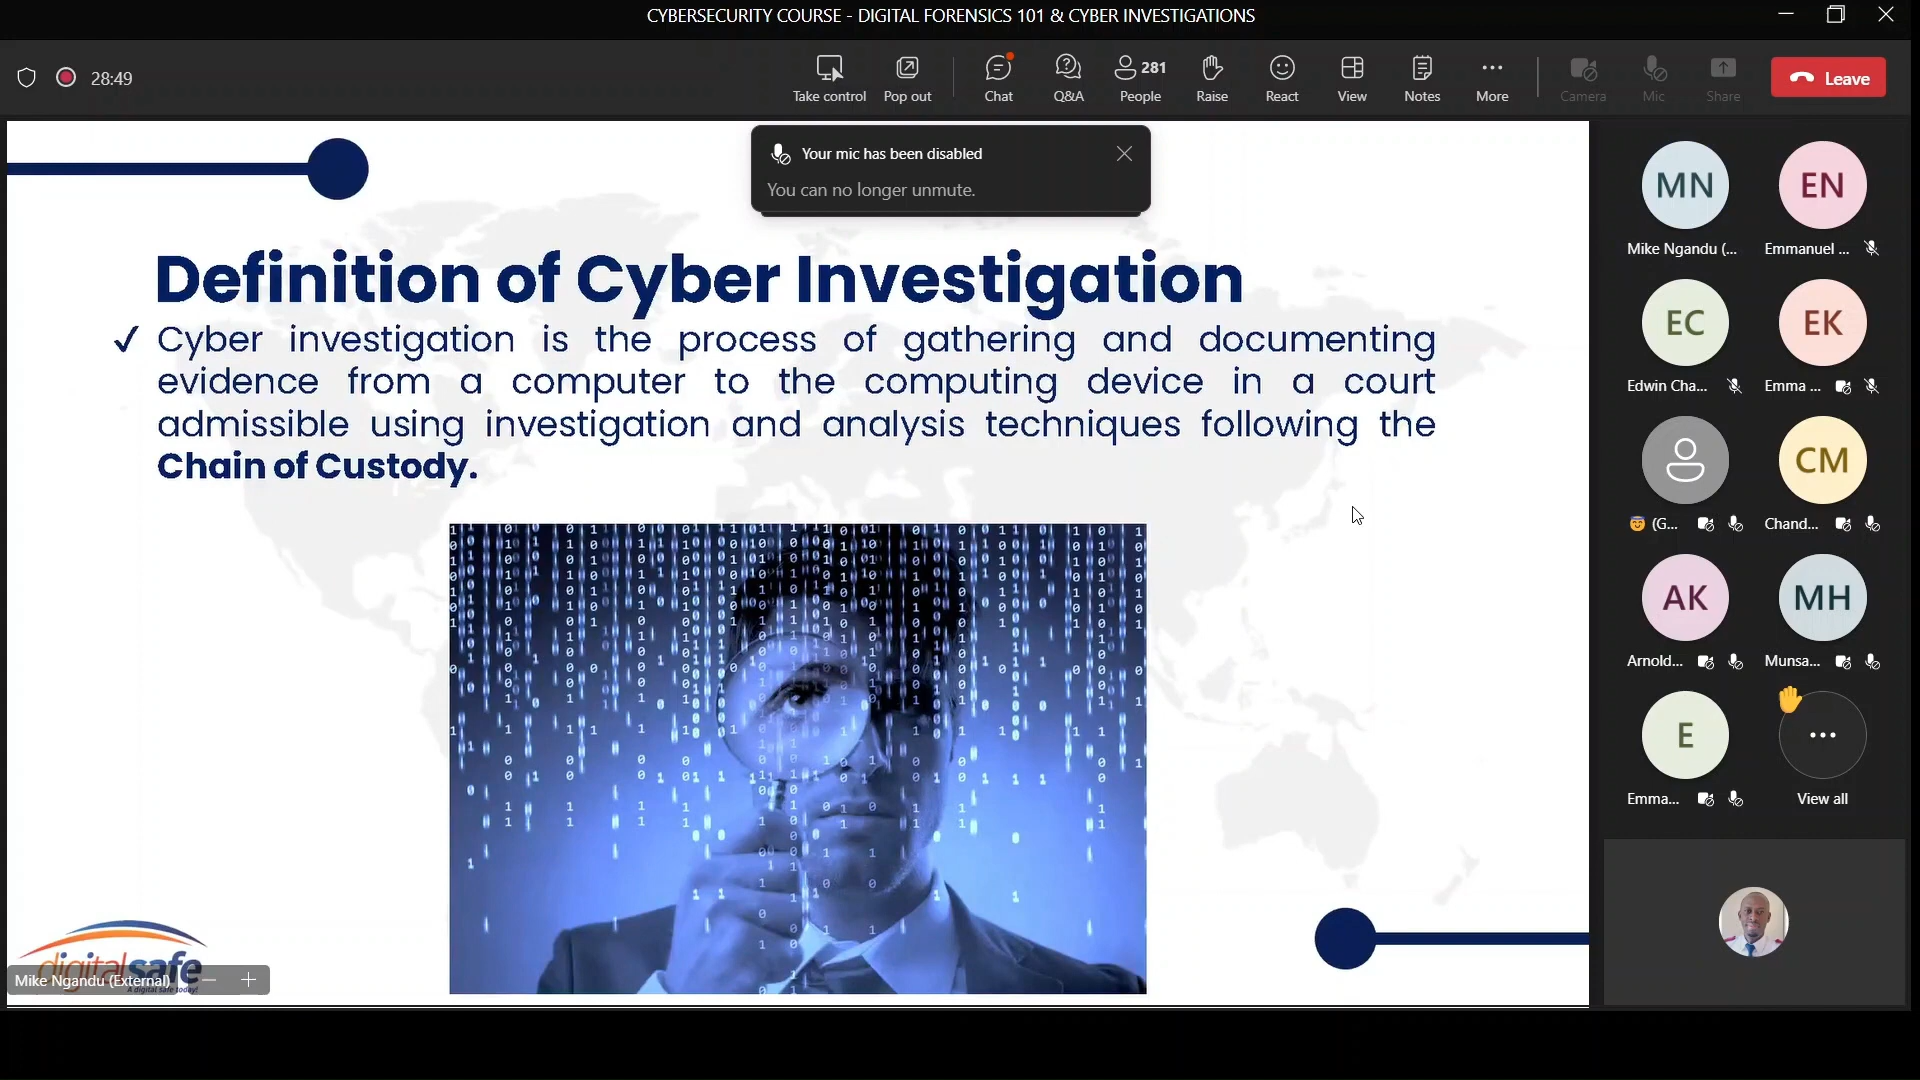 CYBERSECURITY COURSE - DIGITAL FORENSICS 101 & CYBER INVESTIGATIONS
28:49
Take control
Pop out
Chat
Q&A
281
People
Raise
React
View
Notes
More
Camera
Mic
Share
Leave
Your mic has been disabled
You can no longer unmute.
Definition of Cyber Investigation
✓ Cyber investigation is the process of gathering and documenting
evidence from a computer to the computing device in a court
admissible using investigation and analysis techniques following the
Chain of Custody.
digitalsafe
A digital safe today!
Mike Ngandu (External)
MN
EN
Mike Ngandu (...
Emmanuel ...
EC
EK
Edwin Cha...
Emma ...
CM
(G...
Chand...
AK
MH
Arnold...
Munsa...
E
Emma...
View all